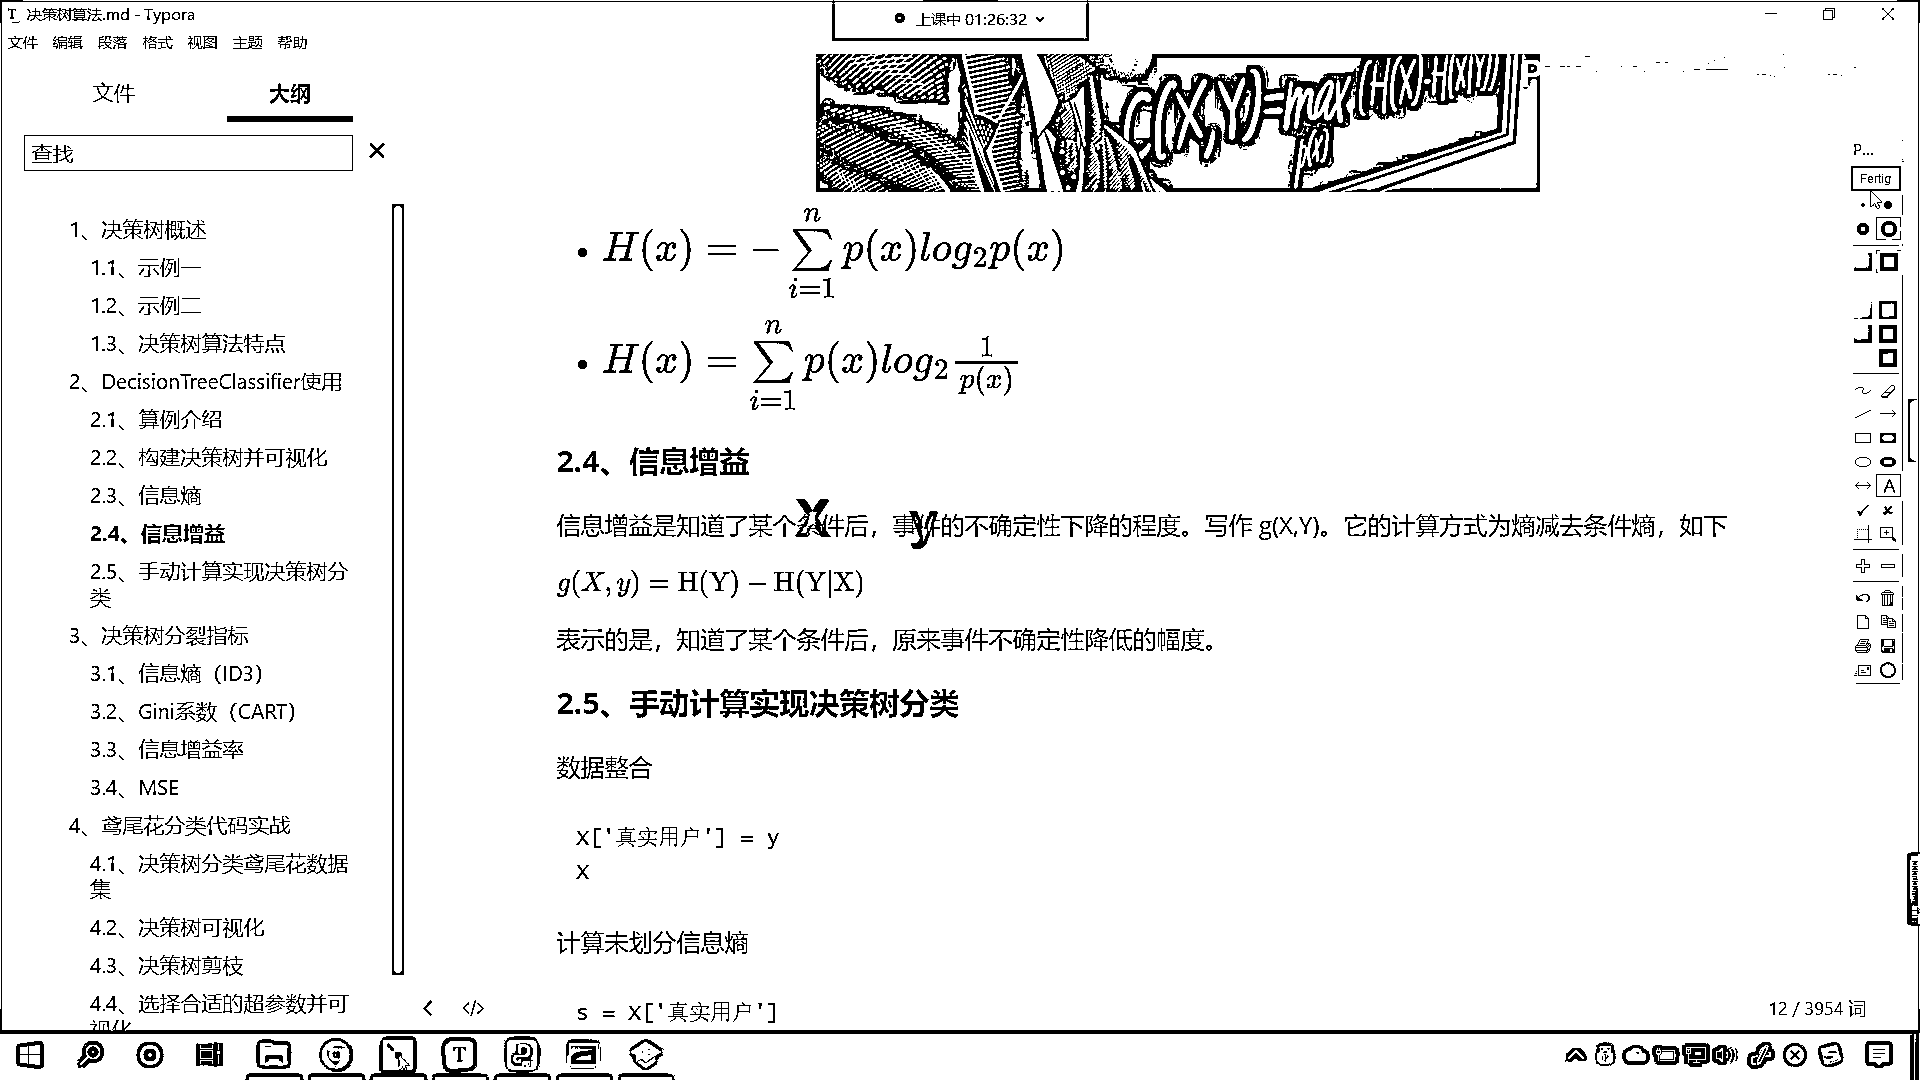 决策树算法.md - Typora
上课中 01:26:32
文件 编辑 段落 格式 视图 主题 帮助
文件 大纲
查找
1、决策树概述
1.1、示例一
1.2、示例二
1.3、决策树算法特点
2、DecisionTreeClassifier使用
2.1、算例介绍
2.2、构建决策树并可视化
2.3、信息熵
2.4、信息增益
2.5、手动计算实现决策树分
类
3、决策树分裂指标
3.1、信息熵（ID3）
3.2、Gini系数（CART）
3.3、信息增益率
3.4、MSE
4、鸢尾花分类代码实战
4.1、决策树分类鸢尾花数据
集
4.2、决策树可视化
4.3、决策树剪枝
4.4、选择合适的超参数并可
视化
C(X,Y)=max(H(X)-H(X|Y))
p(x)
P
• H(x) = −∑_{i=1}^{n} p(x)log₂p(x)
• H(x) = ∑_{i=1}^{n} p(x)log₂ 1/p(x)
2.4、信息增益
x y
信息增益是知道了某个条件后，事件的不确定性下降的程度。写作 g(X,Y)。它的计算方式为熵减去条件熵，如下
g(X, y) = H(Y) − H(Y|X)
表示的是，知道了某个条件后，原来事件不确定性降低的幅度。
2.5、手动计算实现决策树分类
数据整合
X['真实用户'] = y
X
计算未划分信息熵
s = X['真实用户']
12 / 3954 词
P...
Fertig
A